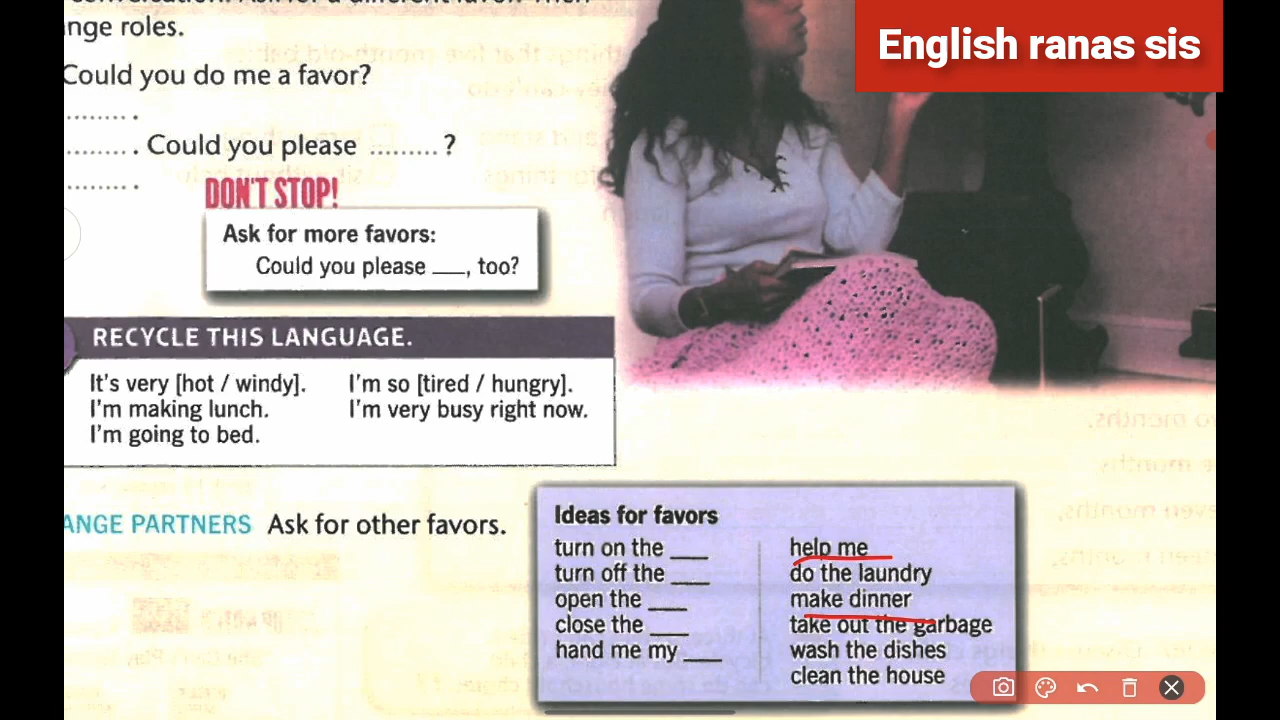 English ranas sis
ange roles.
Could you do me a favor?
......... .
......... . Could you please ......... ?
......... .
DON'T STOP!
Ask for more favors:
Could you please ___, too?
RECYCLE THIS LANGUAGE.
It's very [hot / windy].
I'm making lunch.
I'm going to bed.
I'm so [tired / hungry].
I'm very busy right now.
ANGE PARTNERS Ask for other favors.
Ideas for favors
turn on the ___
turn off the ___
open the ___
close the ___
hand me my ___
help me
do the laundry
make dinner
take out the garbage
wash the dishes
clean the house